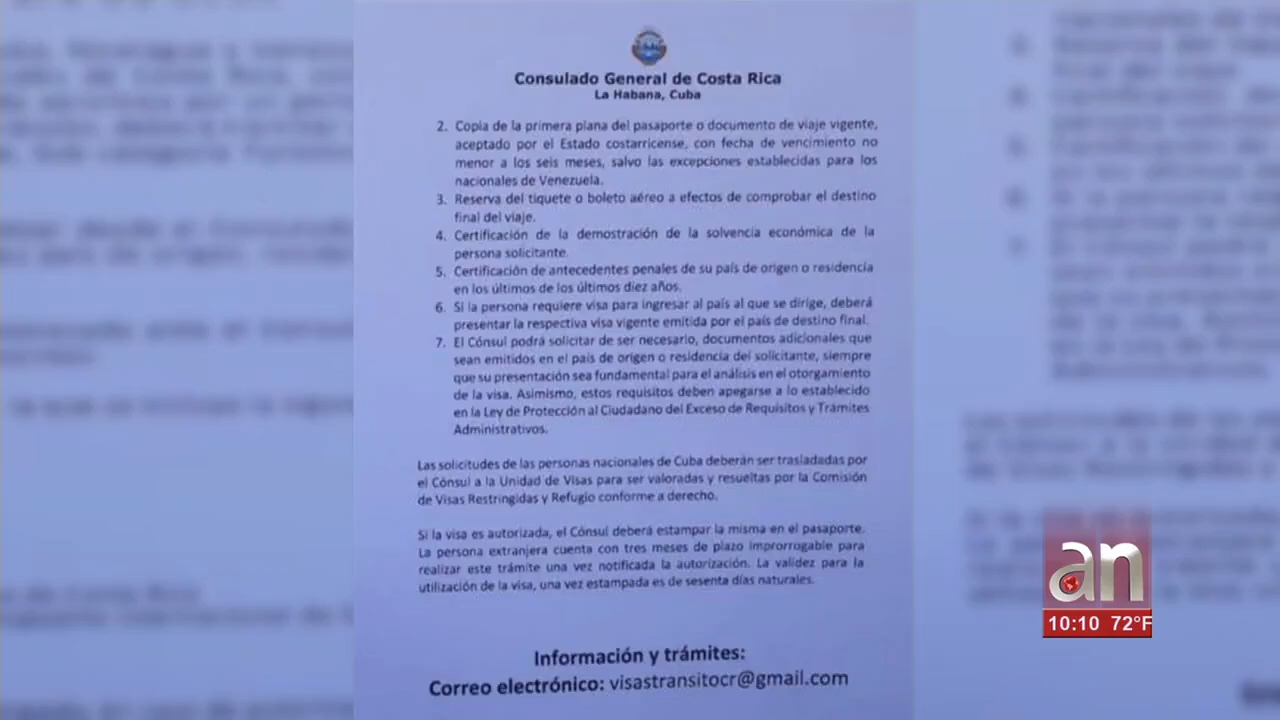 Consulado General de Costa Rica
La Habana, Cuba
2. Copia de la primera plana del pasaporte o documento de viaje vigente,
aceptado por el Estado costarricense, con fecha de vencimiento no
menor a los seis meses, salvo las excepciones establecidas para los
nacionales de Venezuela.
3. Reserva del tiquete o boleto aéreo a efectos de comprobar el destino
final del viaje.
4. Certificación de la demostración de la solvencia económica de la
persona solicitante.
5. Certificación de antecedentes penales de su país de origen o residencia
en los últimos de los últimos diez años.
6. Si la persona requiere visa para ingresar al país al que se dirige, deberá
presentar la respectiva visa vigente emitida por el país de destino final.
7. El Cónsul podrá solicitar de ser necesario, documentos adicionales que
sean emitidos en el país de origen o residencia del solicitante, siempre
que su presentación sea fundamental para el análisis en el otorgamiento
de la visa. Asimismo, estos requisitos deben apegarse a lo establecido
en la Ley de Protección al Ciudadano del Exceso de Requisitos y Trámites
Administrativos.
Las solicitudes de las personas nacionales de Cuba deberán ser trasladadas por
el Cónsul a la Unidad de Visas para ser valoradas y resueltas por la Comisión
de Visas Restringidas y Refugio conforme a derecho.
Si la visa es autorizada, el Cónsul deberá estampar la misma en el pasaporte.
La persona extranjera cuenta con tres meses de plazo improrrogable para
realizar este trámite una vez notificada la autorización. La validez para la
utilización de la visa, una vez estampada es de sesenta días naturales.
Información y trámites:
Correo electrónico: visastransitocr@gmail.com
an
10:10 72°F